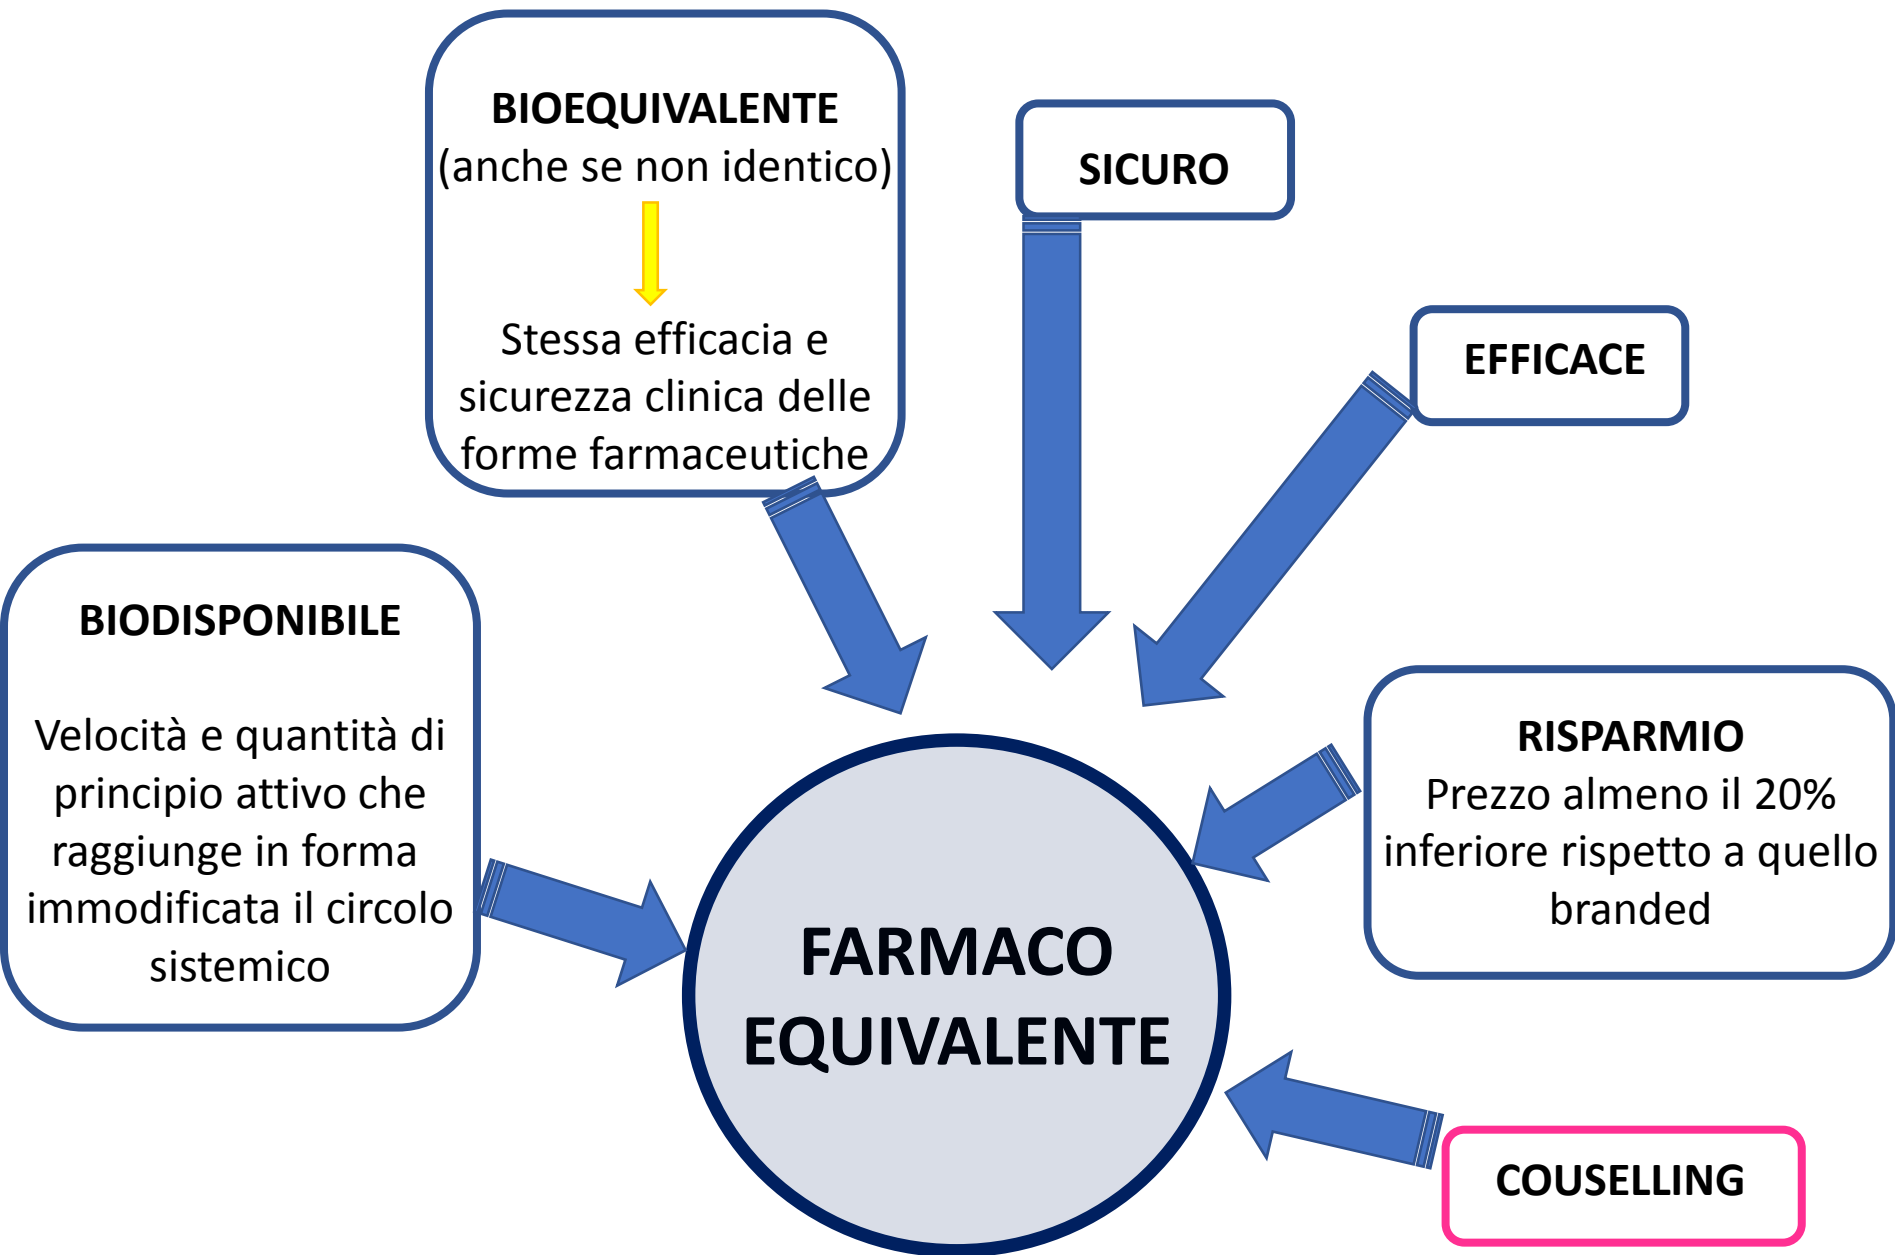 BIOEQUIVALENTE
(anche se non identico)
Stessa efficacia e
sicurezza clinica delle
forme farmaceutiche
SICURO
EFFICACE
BIODISPONIBILE
Velocità e quantità di
principio attivo che
raggiunge in forma
immodificata il circolo
sistemico
RISPARMIO
Prezzo almeno il 20%
inferiore rispetto a quello
branded
FARMACO
EQUIVALENTE
COUSELLING